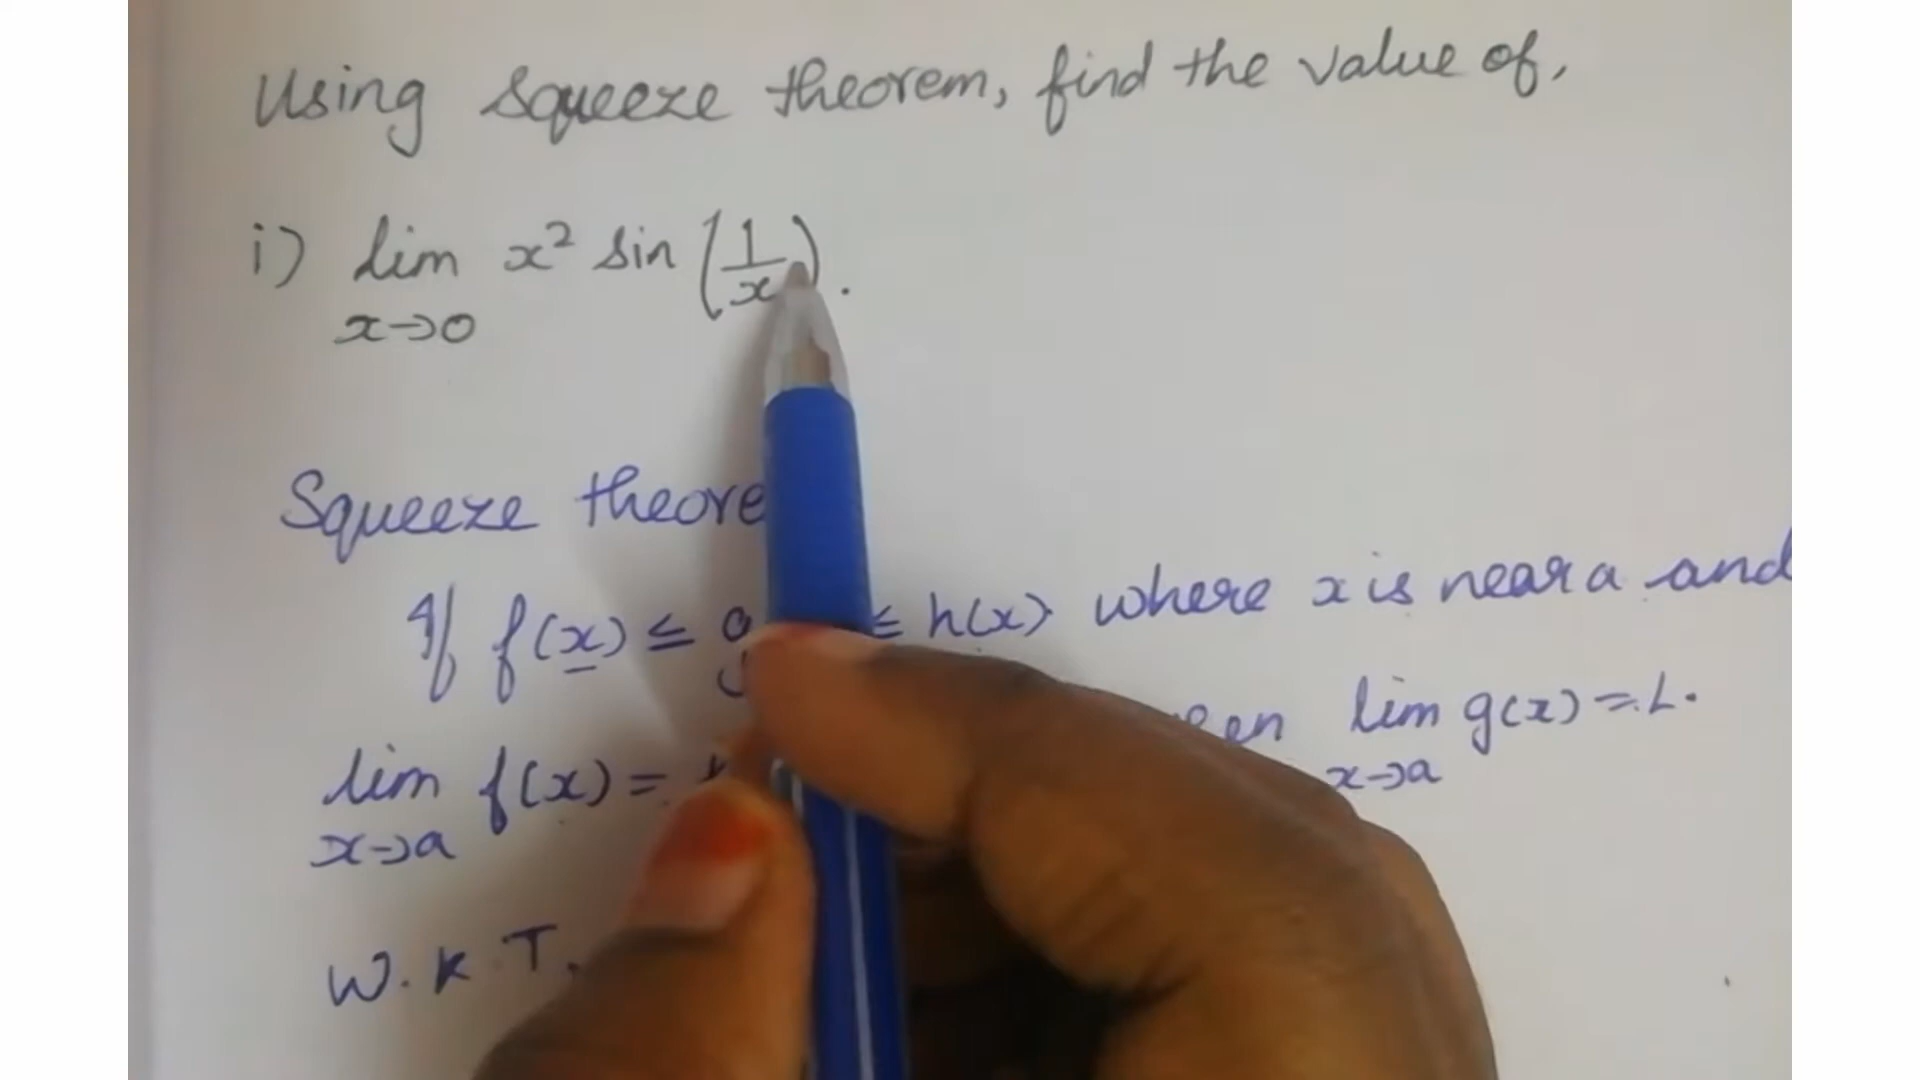 Using Squeeze theorem, find the value of,
i) lim x→0 x² sin (1/x).
Squeeze theore
If f(x) ≤ g ≤ h(x) where x is near a and
lim x→a f(x) = lim x→a g(x) = L.
W.K.T.